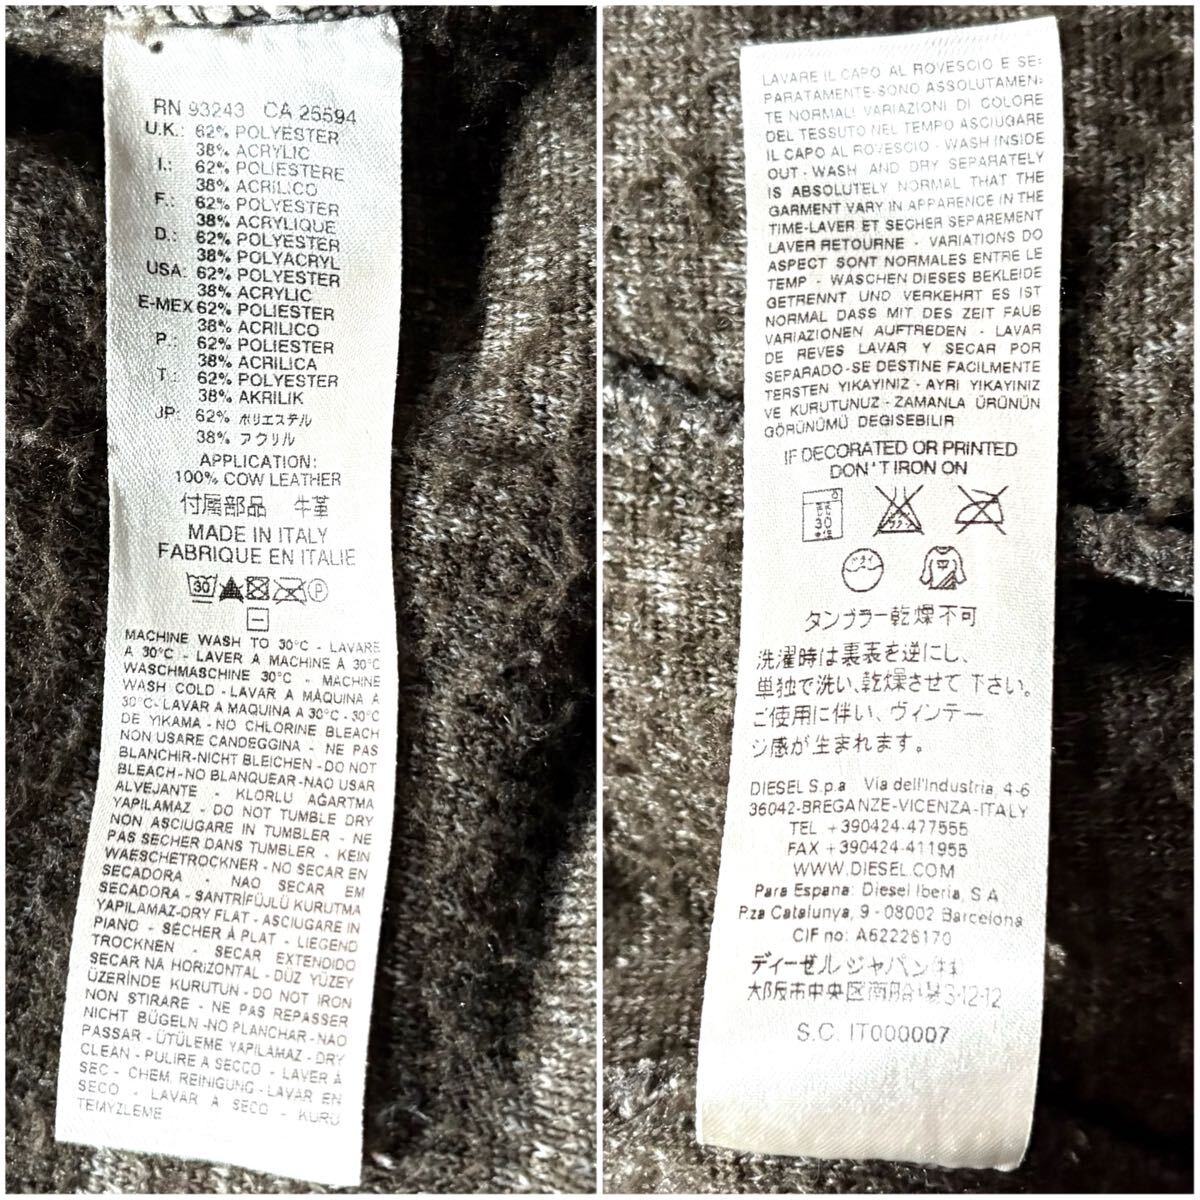 RN 93243 CA 25594
U.K.: 62% POLYESTER
38% ACRYLIC
I.: 62% POLIESTERE
38% ACRILICO
F.: 62% POLYESTER
38% ACRYLIQUE
D.: 62% POLYESTER
38% POLYACRYL
USA: 62% POLYESTER
38% ACRYLIC
E-MEX 62% POLIESTER
38% ACRILICO
P.: 62% POLIESTER
38% ACRILICA
T.: 62% POLYESTER
38% AKRILIK
JP: 62% ポリエステル
38% アクリル
APPLICATION:
100% COW LEATHER
付属部品 牛革
MADE IN ITALY
FABRIQUE EN ITALIE
30 P
MACHINE WASH TO 30°C - LAVARE
A 30°C - LAVER A MACHINE A 30°C
WASCHMASCHINE 30°C - MACHINE
WASH COLD - LAVAR A MÁQUINA A
30°C-LAVAR A MAQUINA A 30°C - 30°C
DE YIKAMA - NO CHLORINE BLEACH
NON USARE CANDEGGINA - NE PAS
BLANCHIR-NICHT BLEICHEN - DO NOT
BLEACH-NO BLANQUEAR-NAO USAR
ALVEJANTE - KLORLU AĞARTMA
YAPILAMAZ - DO NOT TUMBLE DRY
NON ASCIUGARE IN TUMBLER - NE
PAS SECHER DANS TUMBLER - KEIN
WAESCHETROCKNER - NO SECAR EN
SECADORA - NAO SECAR EM
SECADORA - SANTRİFÜJLÜ KURUTMA
YAPILAMAZ-DRY FLAT - ASCIUGARE IN
PIANO - SÉCHER À PLAT - LIEGEND
TROCKNEN - SECAR EXTENDIDO
SECAR NA HORIZONTAL - DÜZ YÜZEY
ÜZERİNDE KURUTUN - DO NOT IRON
NON STIRARE - NE PAS REPASSER
NICHT BÜGELN -NO PLANCHAR - NAO
PASSAR - ÜTÜLEME YAPILAMAZ - DRY
CLEAN - PULIRE A SECCO - LAVER À
SEC - CHEM. REINIGUNG - LAVAR EN
SECO - LAVAR A SECO - KURU
TEMYZLEME
LAVARE IL CAPO AL ROVESCIO E SE-
PARATAMENTE-SONO ASSOLUTAMEN-
TE NORMALI VARIAZIONI DI COLORE
DEL TESSUTO NEL TEMPO ASCIUGARE
IL CAPO AL ROVESCIO - WASH INSIDE
OUT - WASH AND DRY SEPARATELY
IS ABSOLUTELY NORMAL THAT THE
GARMENT VARY IN APPARENCE IN THE
TIME-LAVER ET SECHER SEPAREMENT
LAVER RETOURNE - VARIATIONS DO
ASPECT SONT NORMALES ENTRE LE
TEMP - WASCHEN DIESES BEKLEIDE
GETRENNT UND VERKEHRT ES IST
NORMAL DASS MIT DES ZEIT FAUB
VARIAZIONEN AUFTREDEN - LAVAR
DE REVES LAVAR Y SECAR POR
SEPARADO-SE DESTINE FACILMENTE
TERSTEN YIKAYINIZ - AYRI YIKAYINIZ
VE KURUTUNUZ - ZAMANLA ÜRÜNÜN
GÖRÜNÜMÜ DEGISEBILIR
IF DECORATED OR PRINTED
DON'T IRON ON
30
タンブラー乾燥不可
洗濯時は裏表を逆にし、
単独で洗い、乾燥させて下さい。
ご使用に伴い、ヴィンテー
ジ感が生まれます。
DIESEL S.p.a Via dell'Industria, 4-6
36042-BREGANZE-VICENZA-ITALY
TEL +390424-477555
FAX +390424-411955
WWW.DIESEL.COM
Para Espana: Diesel Iberia, S.A.
P.za Catalunya, 9 - 08002 Barcelona
CIF no: A62226170
ディーゼルジャパン(株)
大阪市中央区南船場3-12-12
S.C. IT000007